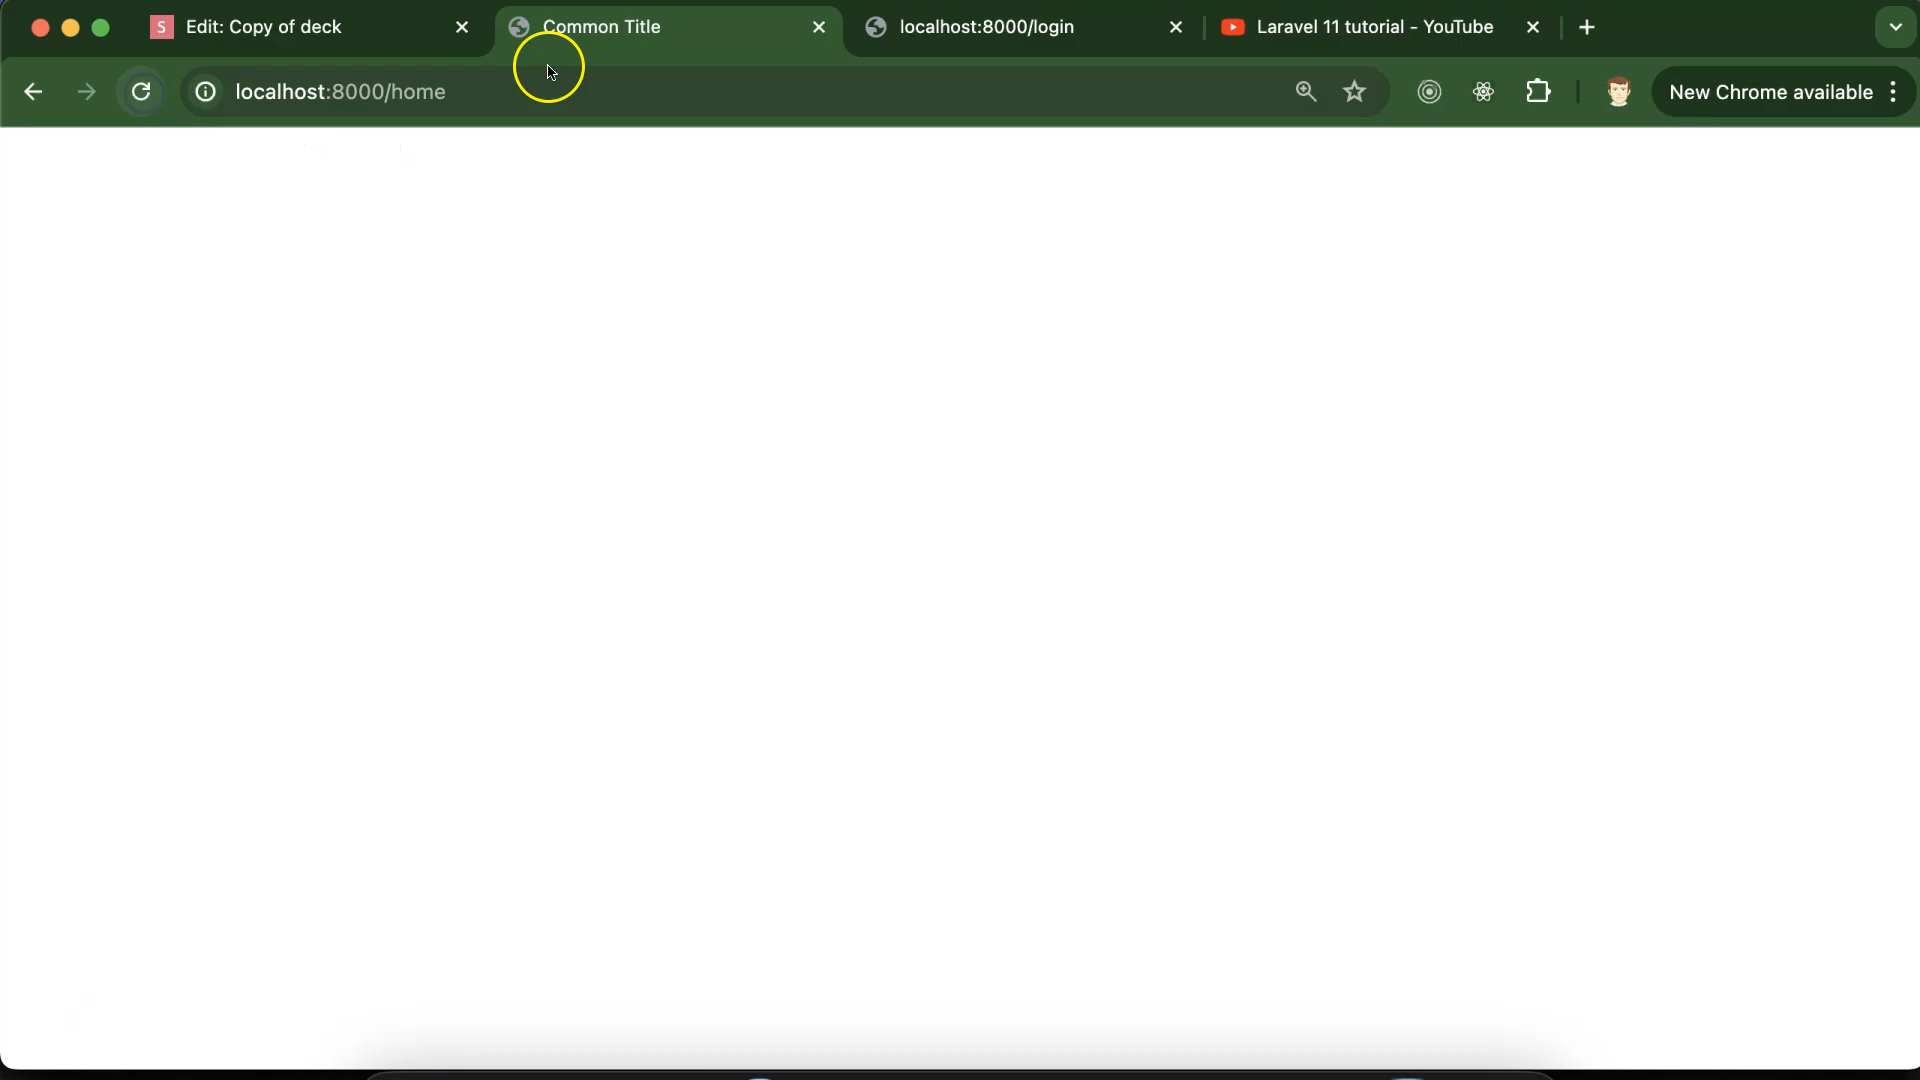 S Edit: Copy of deck
Common Title
localhost:8000/login
Laravel 11 tutorial - YouTube
localhost:8000/home
New Chrome available